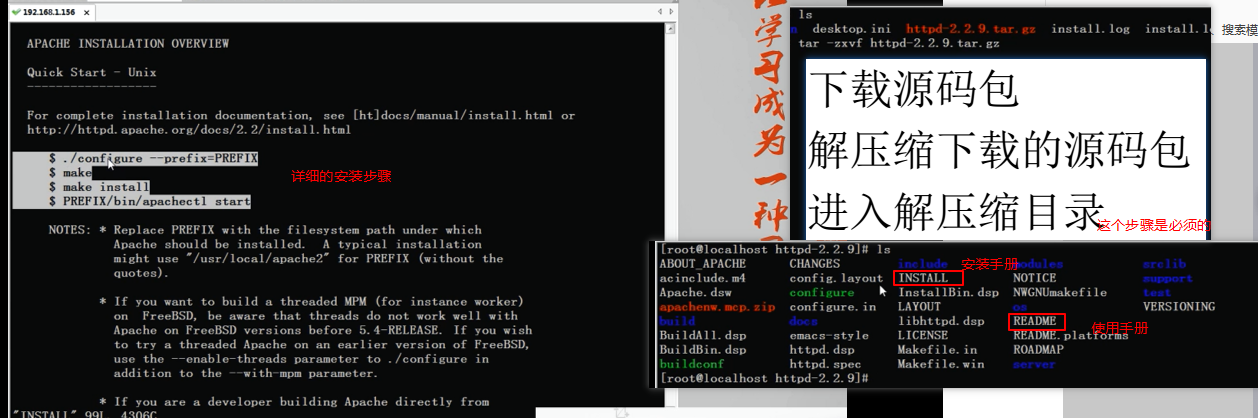 192.168.1.156
APACHE INSTALLATION OVERVIEW
Quick Start - Unix
------------------
For complete installation documentation, see [ht]docs/manual/install.html or
http://httpd.apache.org/docs/2.2/install.html
$ ./configure --prefix=PREFIX
$ make
$ make install
$ PREFIX/bin/apachectl start
详细的安装步骤
NOTES: * Replace PREFIX with the filesystem path under which
Apache should be installed.  A typical installation
might use "/usr/local/apache2" for PREFIX (without the
quotes).
* If you want to build a threaded MPM (for instance worker)
on  FreeBSD, be aware that threads do not work well with
Apache on FreeBSD versions before 5.4-RELEASE. If you wish
to try a threaded Apache on an earlier version of FreeBSD,
use the --enable-threads parameter to ./configure in
addition to the --with-mpm parameter.
* If you are a developer building Apache directly from
"INSTALL" 99L, 4306C
学习成为一种
ls
desktop.ini  httpd-2.2.9.tar.gz  install.log
tar -zxvf httpd-2.2.9.tar.gz
搜索模
下载源码包
解压缩下载的源码包
进入解压缩目录
这个步骤是必须的
[root@localhost httpd-2.2.9]# ls
ABOUT_APACHE CHANGES include 安装手册 modules srclib
acinclude.m4 config.layout INSTALL NOTICE support
Apache.dsw configure InstallBin.dsp NWGNUmakefile test
apachenw.mcp.zip configure.in LAYOUT os VERSIONING
build docs libhttpd.dsp README 使用手册
BuildAll.dsp emacs-style LICENSE README.platforms
BuildBin.dsp httpd.dsp Makefile.in ROADMAP
buildconf httpd.spec Makefile.win server
[root@localhost httpd-2.2.9]#